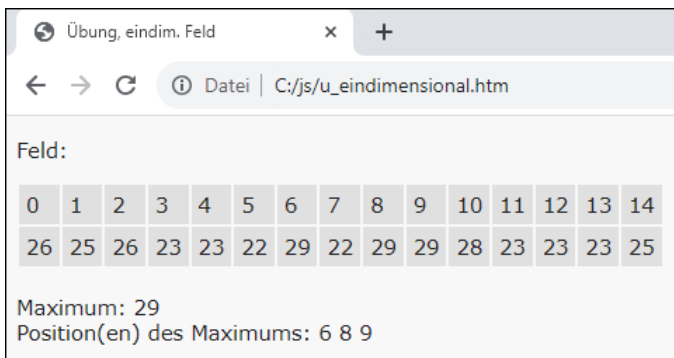 Übung, eindim. Feld
Datei | C:/js/u_eindimensional.htm
Feld:
0 1 2 3 4 5 6 7 8 9 10 11 12 13 14
26 25 26 23 23 22 29 22 29 29 28 23 23 23 25
Maximum: 29
Position(en) des Maximums: 6 8 9